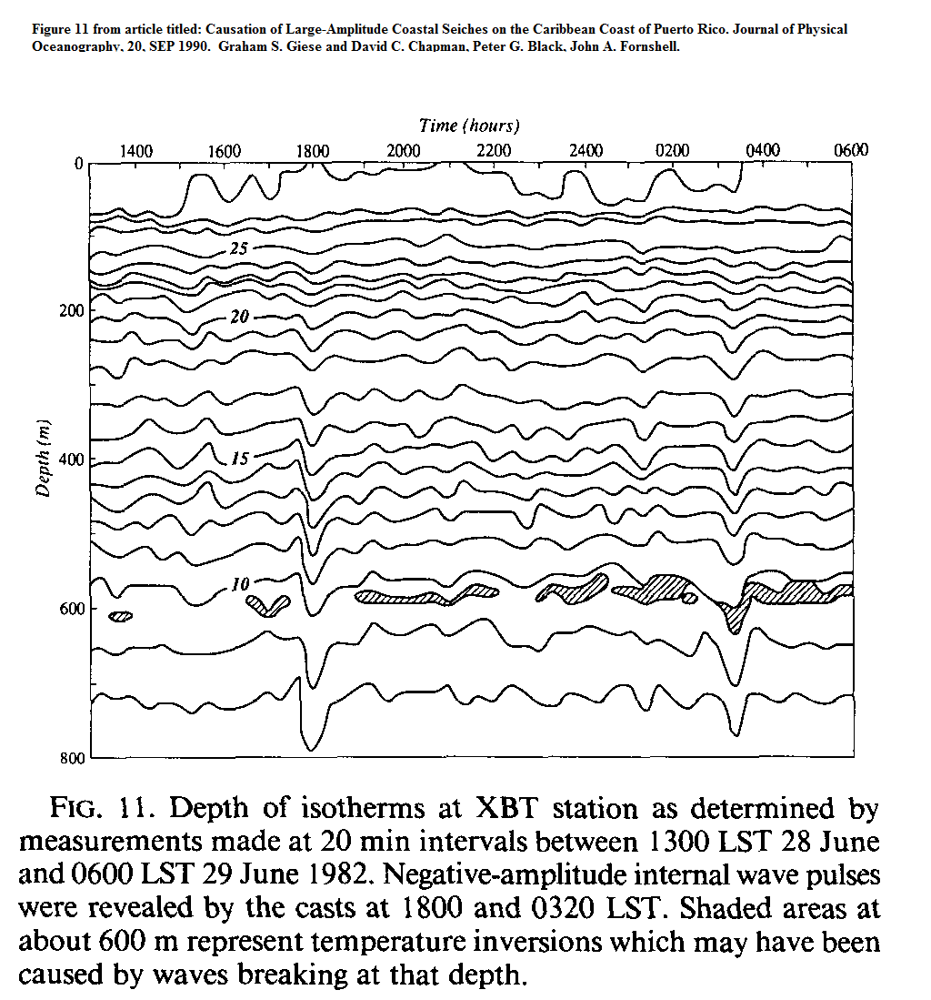 Figure 11 from article titled: Causation of Large-Amplitude Coastal Seiches on the Caribbean Coast of Puerto Rico. Journal of Physical
Oceanography, 20, SEP 1990. Graham S. Giese and David C. Chapman, Peter G. Black, John A. Fornshell.
Time (hours)
1400 1600 1800 2000 2200 2400 0200 0400 0600
0
25
200
20
Depth (m)
400
15
10
600
800
FIG. 11. Depth of isotherms at XBT station as determined by
measurements made at 20 min intervals between 1300 LST 28 June
and 0600 LST 29 June 1982. Negative-amplitude internal wave pulses
were revealed by the casts at 1800 and 0320 LST. Shaded areas at
about 600 m represent temperature inversions which may have been
caused by waves breaking at that depth.